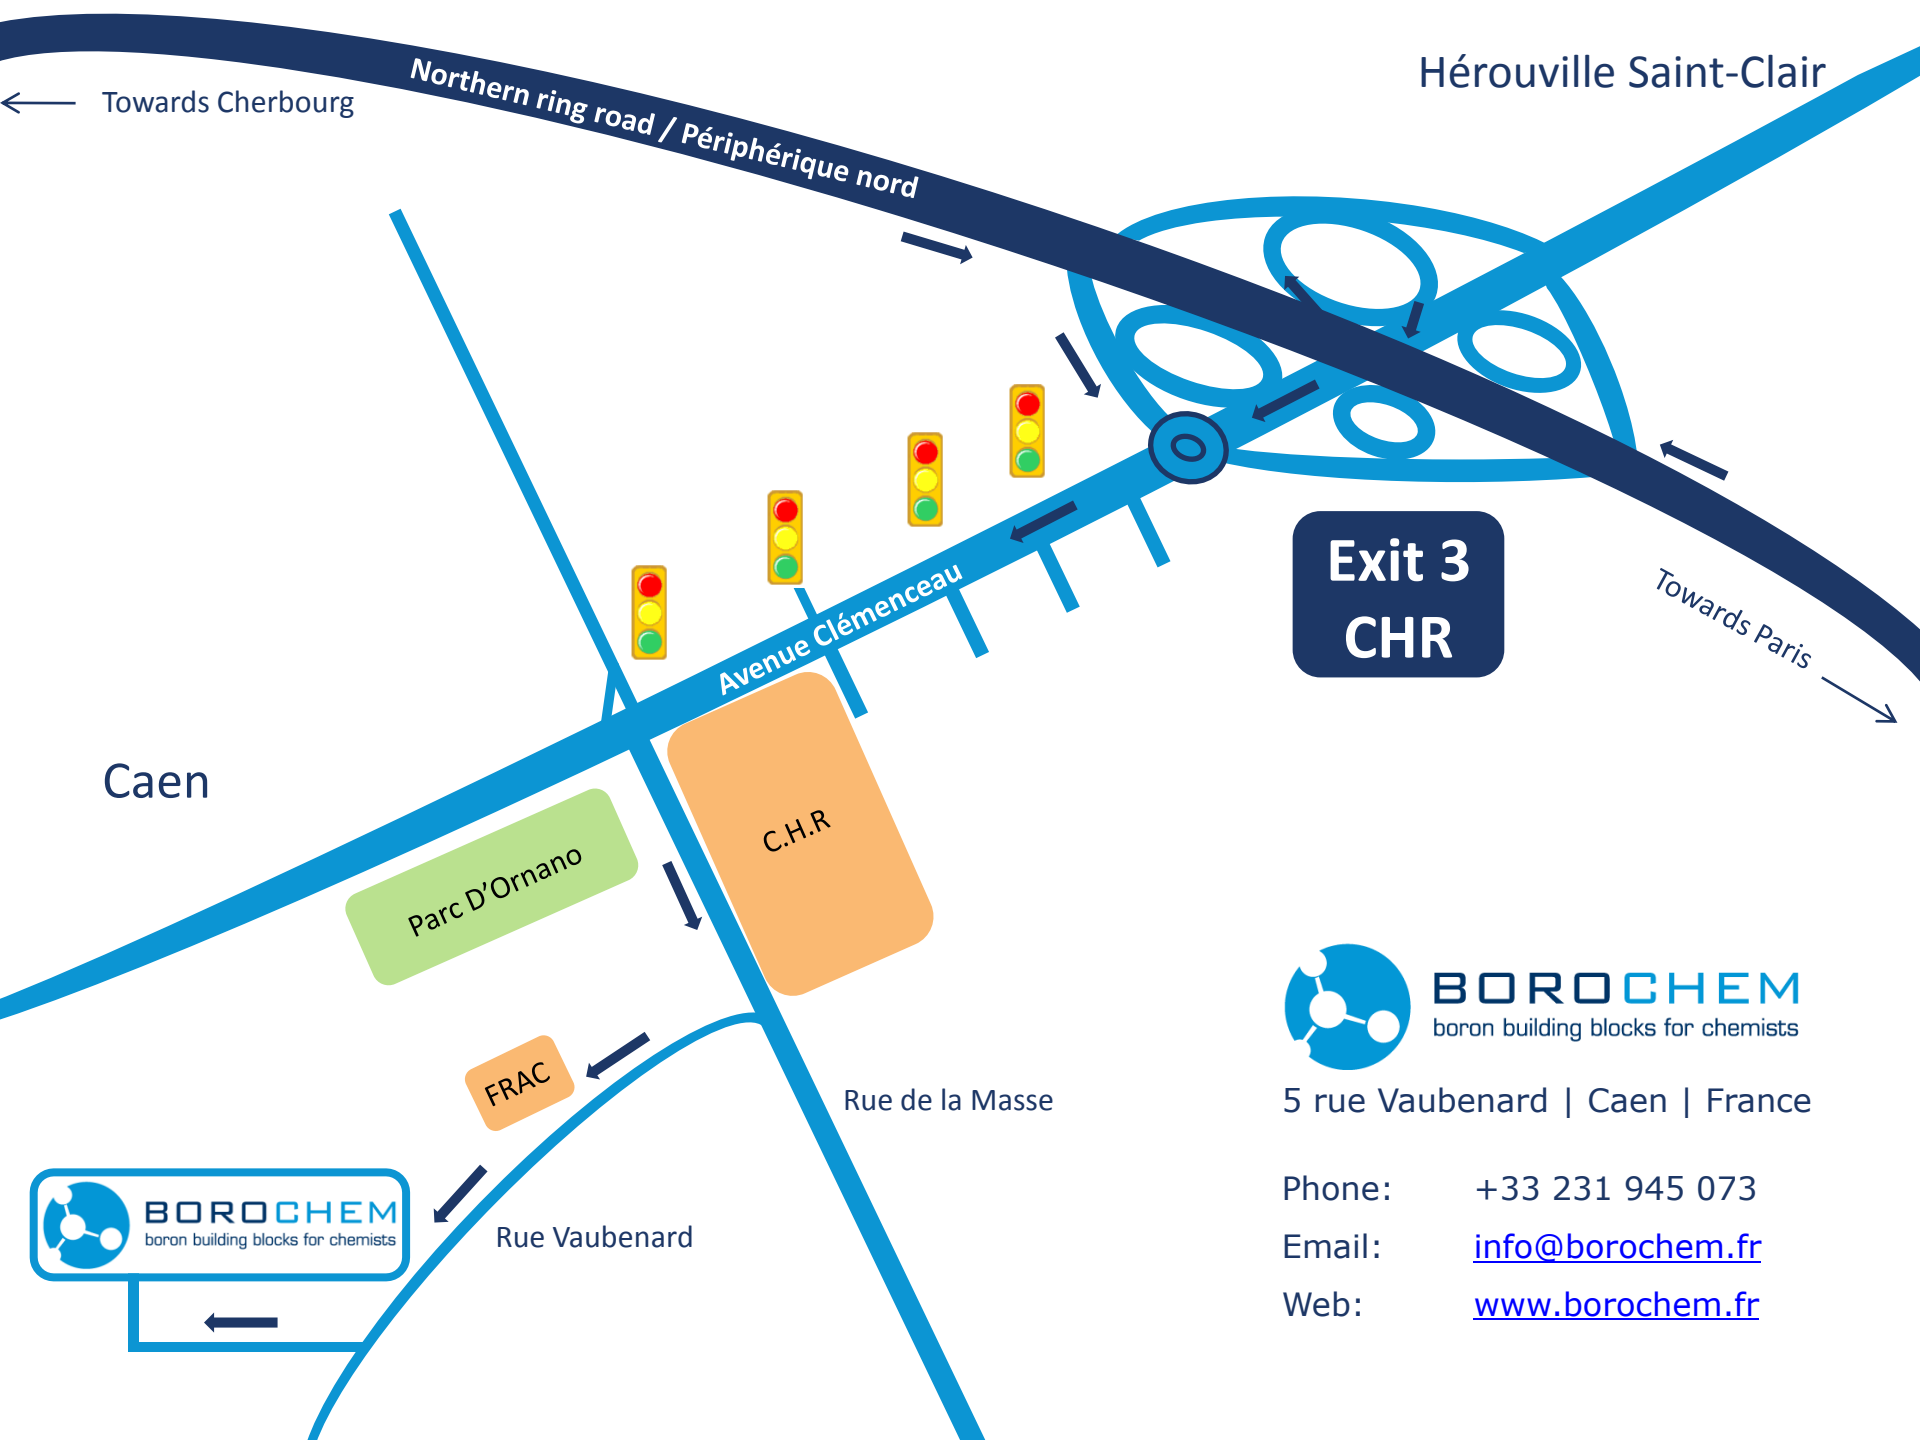 Hérouville Saint-Clair
Northern ring road / Périphérique nord
Towards Cherbourg
Exit 3
CHR
Towards Paris
Avenue Clémenceau
Caen
C.H.R
Parc D’Ornano
FRAC
Rue de la Masse
Rue Vaubenard
BOROCHEM
boron building blocks for chemists
BOROCHEM
boron building blocks for chemists
5 rue Vaubenard | Caen | France
Phone: +33 231 945 073
Email: info@borochem.fr
Web: www.borochem.fr